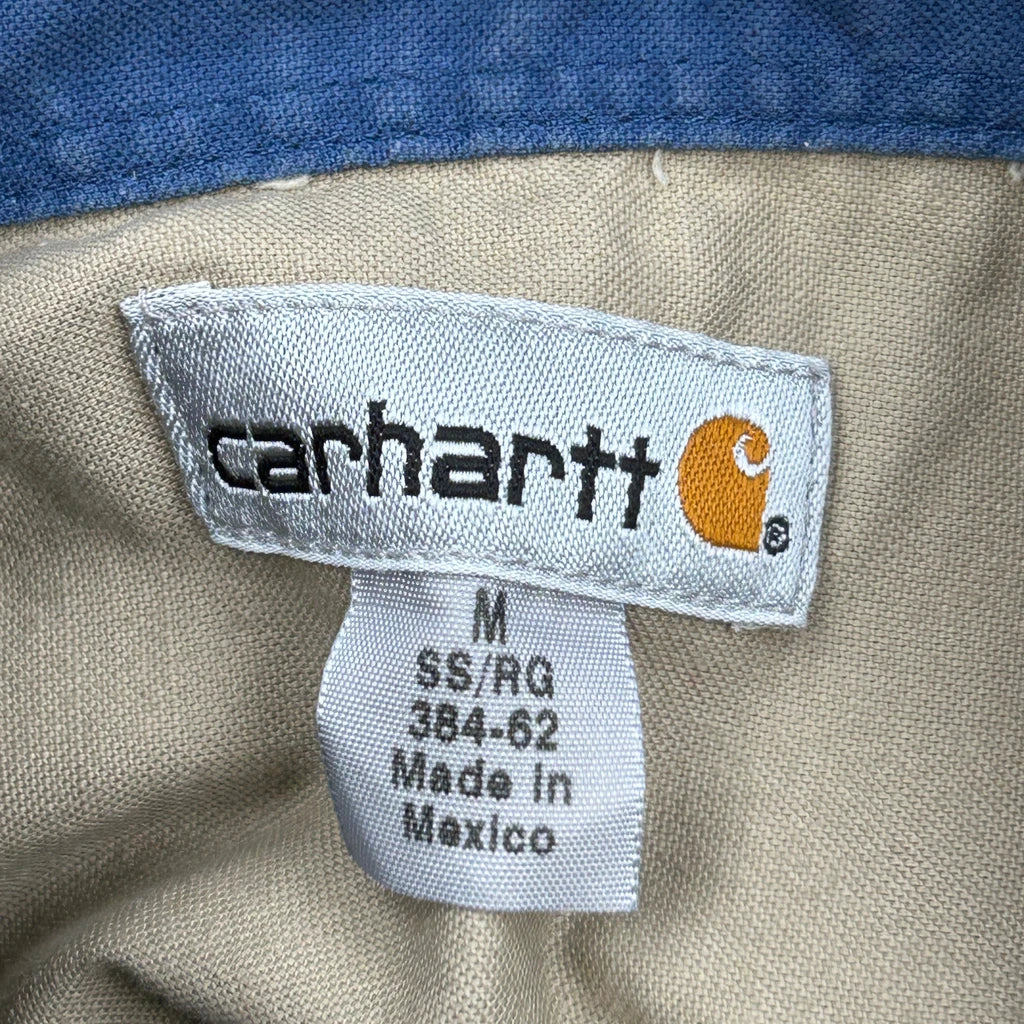 carhartt ®
M
SS/RG
384-62
Made in
Mexico